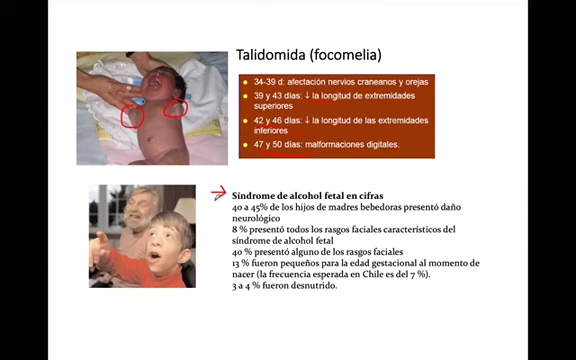 Talidomida (focomelia)
34-39 d: afectación nervios craneanos y orejas
39 y 43 días: ↓ la longitud de extremidades
superiores
42 y 46 días: ↓ la longitud de las extremidades
inferiores
47 y 50 días: malformaciones digitales.
Síndrome de alcohol fetal en cifras
40 a 45% de los hijos de madres bebedoras presentó daño
neurológico
8 % presentó todos los rasgos faciales característicos del
síndrome de alcohol fetal
40 % presentó alguno de los rasgos faciales
13 % fueron pequeños para la edad gestacional al momento de
nacer (la frecuencia esperada en Chile es del 7 %).
3 a 4 % fueron desnutrido.